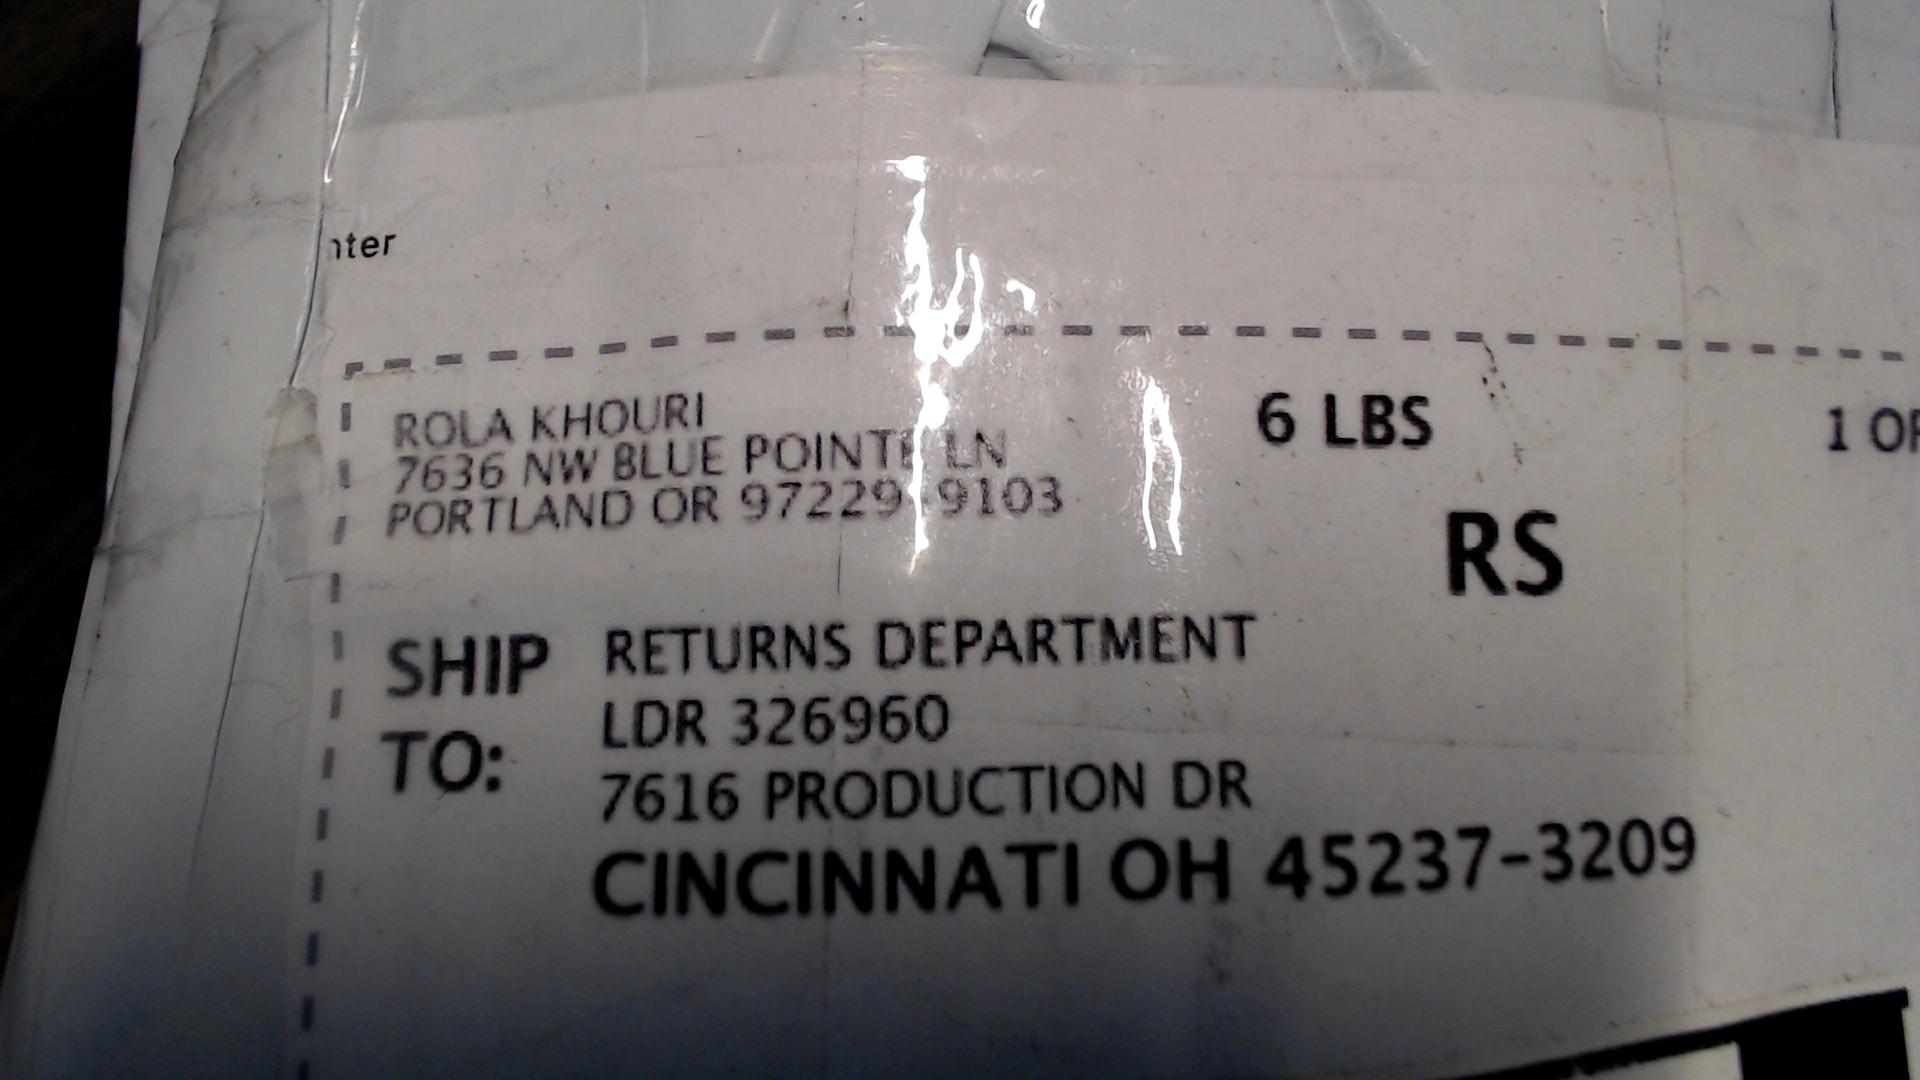 nter
ROLA KHOURI 6 LBS 1 OF
7636 NW BLUE POINTE LN
PORTLAND OR 97229-9103
RS
SHIP TO:
RETURNS DEPARTMENT
LDR 326960
7616 PRODUCTION DR
CINCINNATI OH 45237-3209